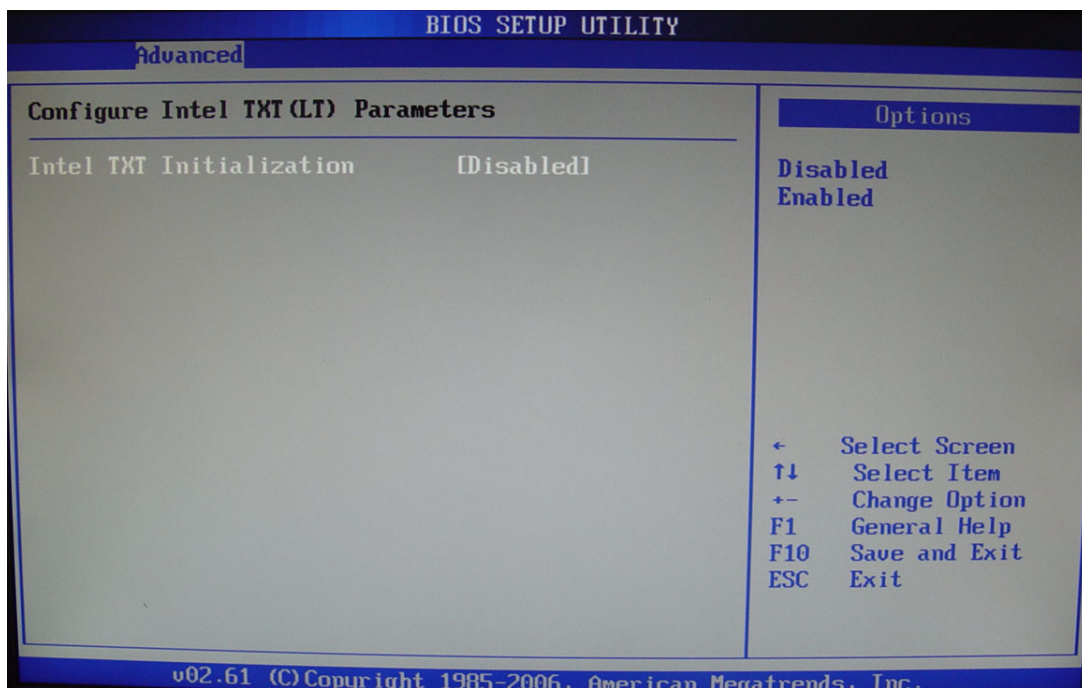 BIOS SETUP UTILITY
Advanced
Configure Intel TXT(LT) Parameters
Intel TXT Initialization [Disabled]
Options
Disabled
Enabled
← Select Screen
↑↓ Select Item
+- Change Option
F1 General Help
F10 Save and Exit
ESC Exit
v02.61 (C)Copyright 1985-2006, American Megatrends, Inc.